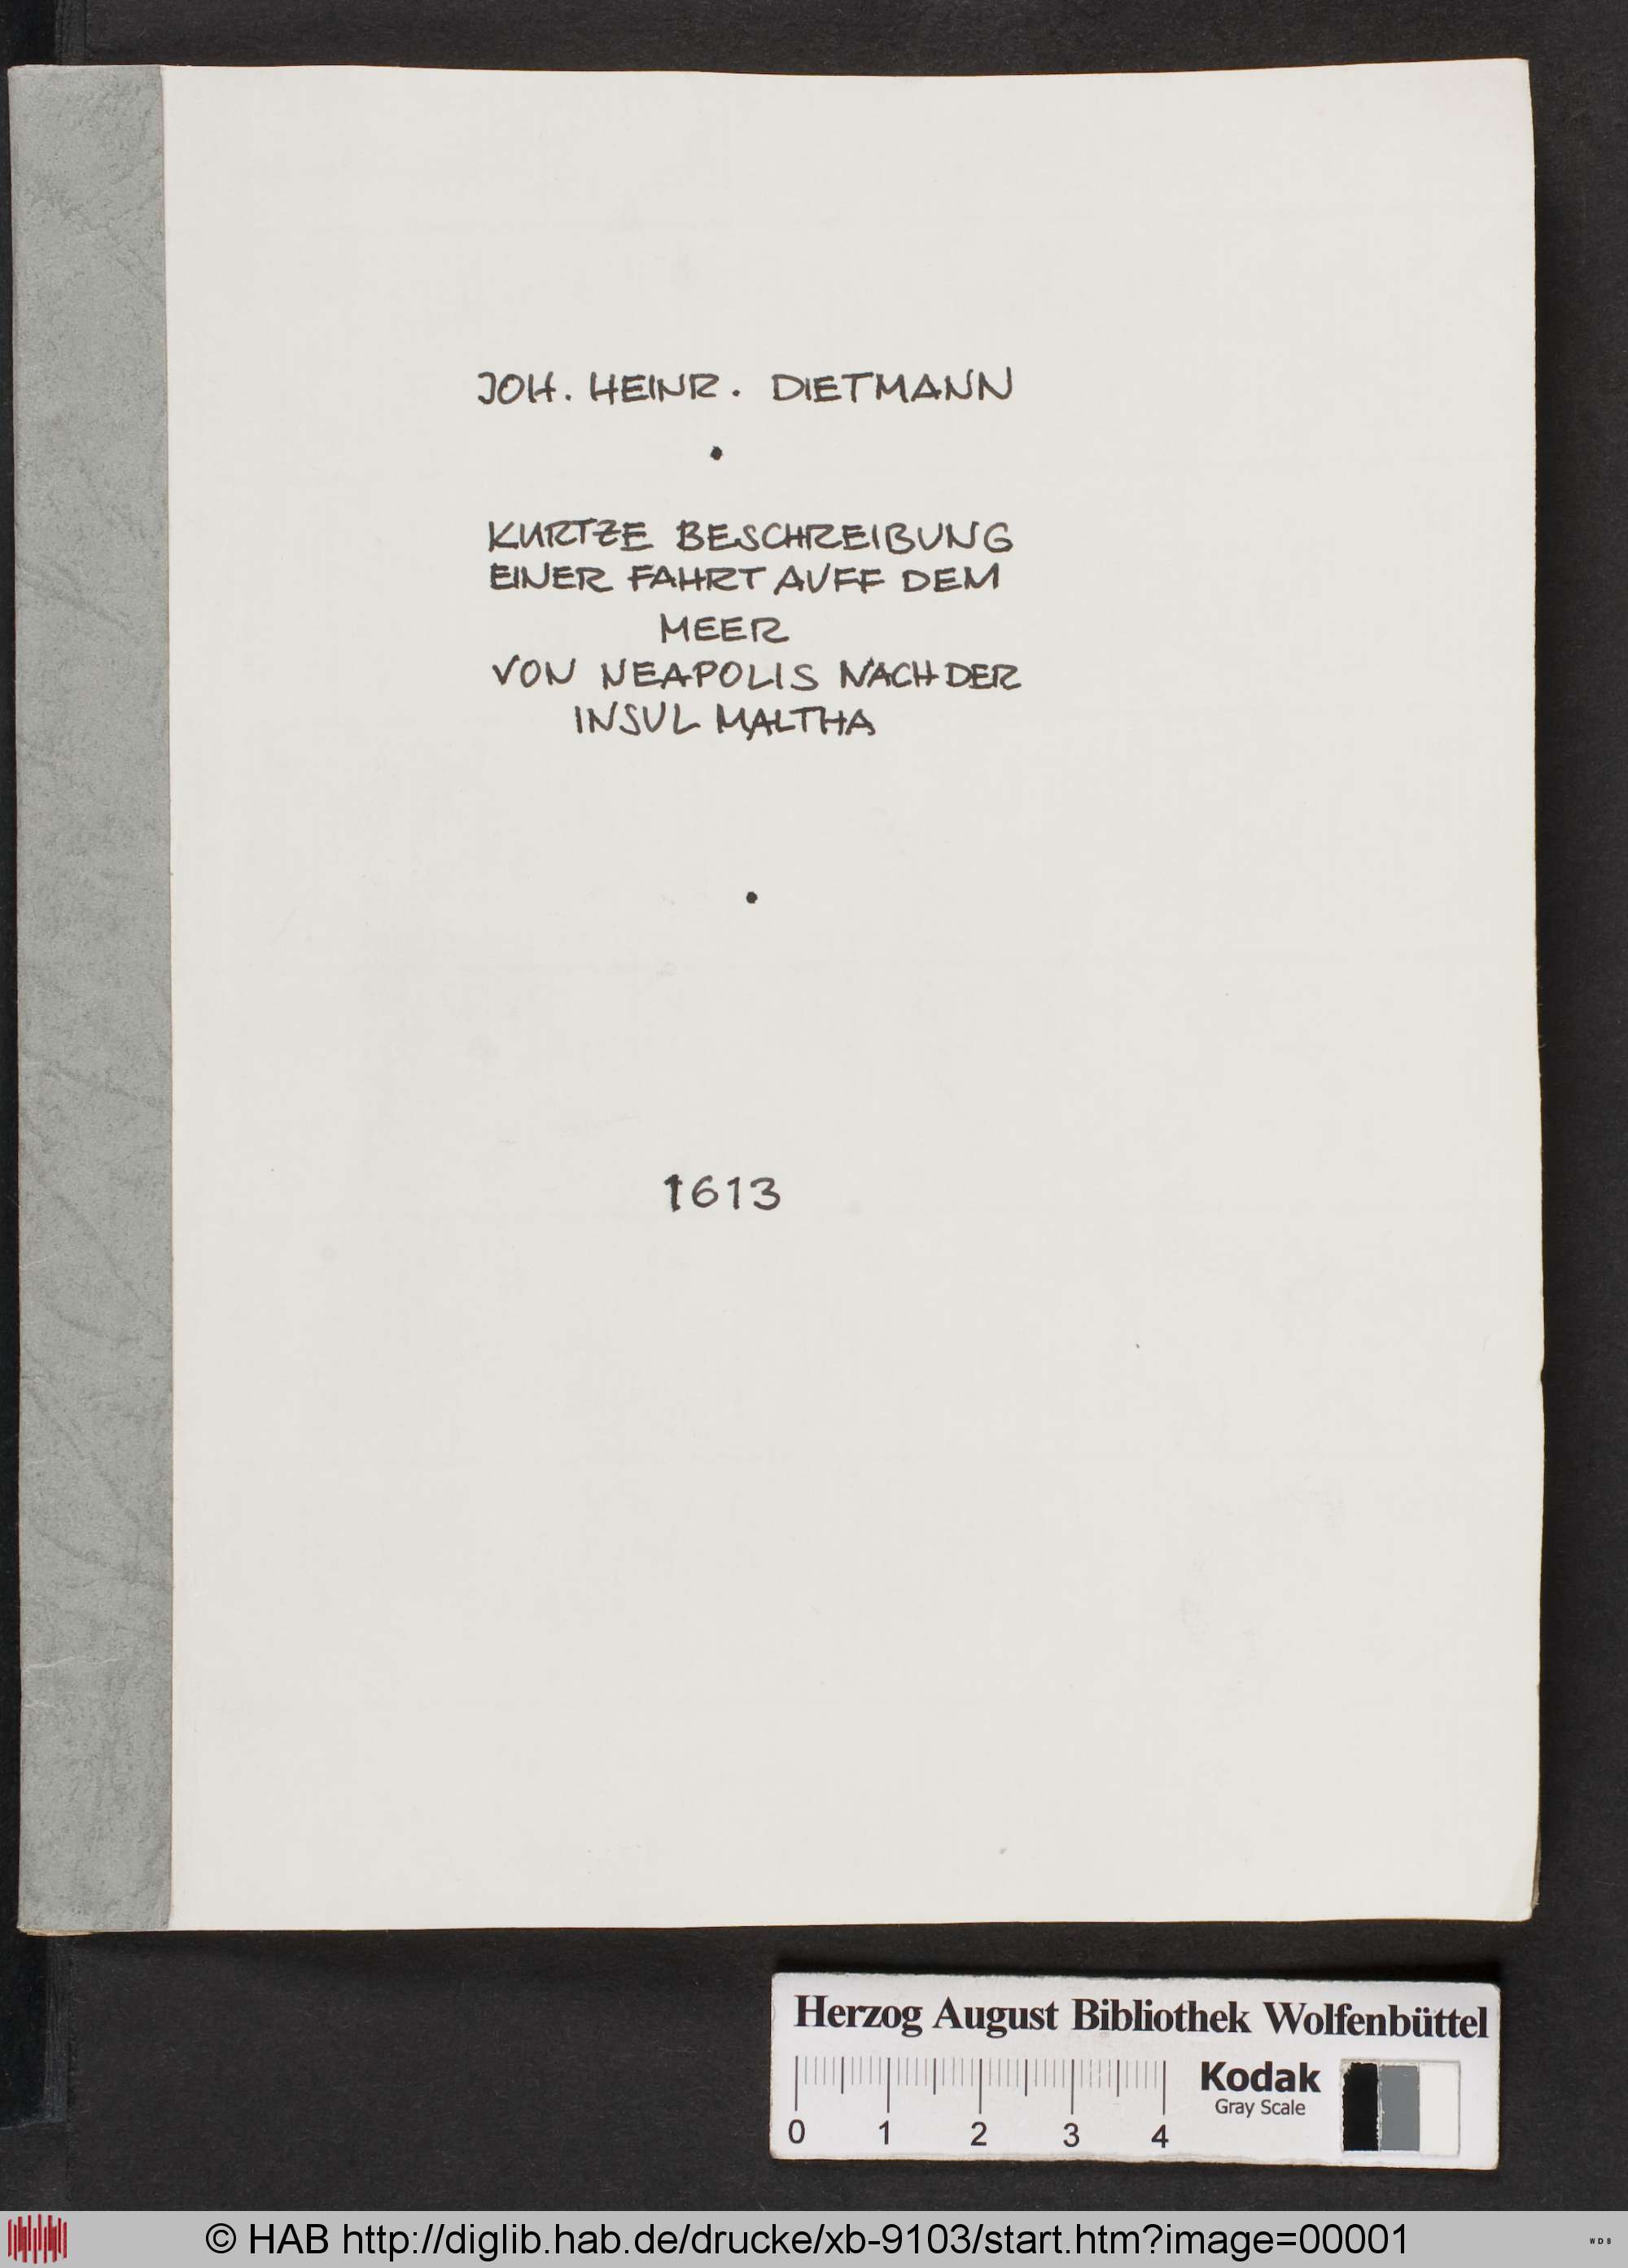 JOH. HEINR. DIETMANN
•
KURTZE BESCHREIBUNG
EINER FAHRT AUFF DEM
MEER
VON NEAPOLIS NACH DER
INSUL MALTHA
•
1613
Herzog August Bibliothek Wolfenbüttel
0 1 2 3 4
Kodak
Gray Scale
© HAB http://diglib.hab.de/drucke/xb-9103/start.htm?image=00001
WDB